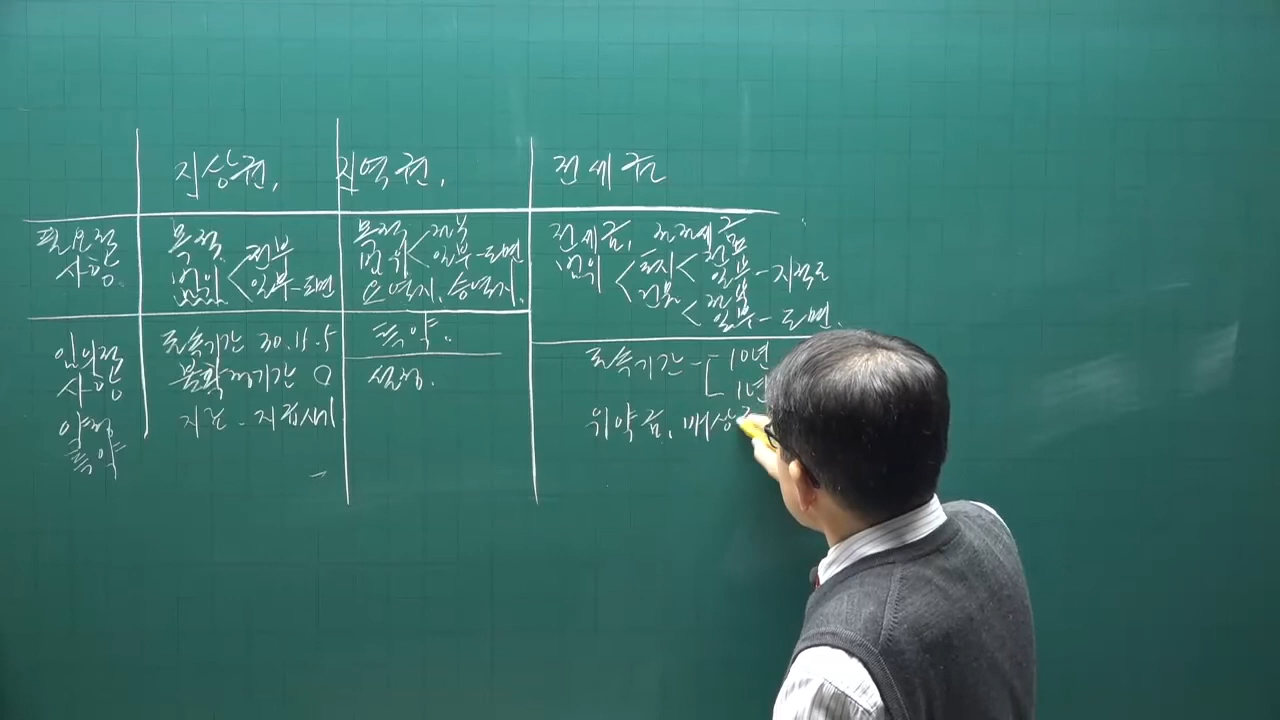 지상권, 지역권, 전세권
필요적 사항
목적
범위 < 전부
일부-도면
목적
범위 < 전부
일부-도면
요역지, 승역지,
전세금, 전전세금
범위 < 토지 < 전부
일부-지적도
건물 < 전부
일부-도면.
임의적 사항
약정
특약
존속기간 30.15.5
불확정기간 O
지료 - 지급시기
특약.
설정.
존속기간 - [ 10년
1년
위약금, 배상